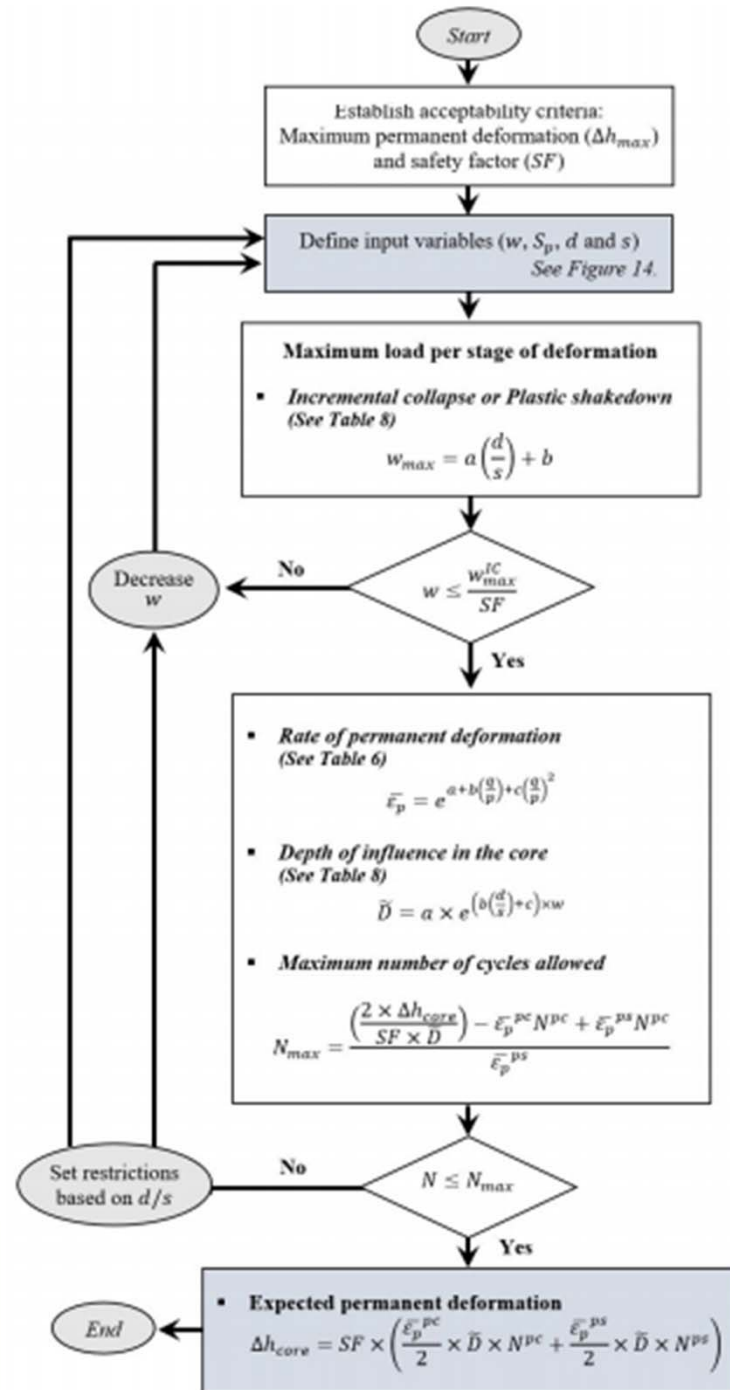 Start
Establish acceptability criteria:
Maximum permanent deformation (Δh_max)
and safety factor (SF)
Define input variables (w, S_p, d and s)
See Figure 14.
Maximum load per stage of deformation
▪ Incremental collapse or Plastic shakedown
(See Table 8)
w_max = a(d/s) + b
w ≤ w_max^IC / SF
No
Decrease
w
Yes
▪ Rate of permanent deformation
(See Table 6)
ε̄_p = e^(a+b(q/p)+c(q/p)^2)
▪ Depth of influence in the core
(See Table 8)
D̃ = a × e^((b(d/s)+c)×w)
▪ Maximum number of cycles allowed
N_max = (((2 × Δh_core)/(SF × D̃)) − ε̄_p^pc N^pc + ε̄_p^ps N^pc) / ε̄_p^ps
N ≤ N_max
No
Set restrictions
based on d/s
Yes
▪ Expected permanent deformation
Δh_core = SF × (ε̄_p^pc/2 × D̃ × N^pc + ε̄_p^ps/2 × D̃ × N^ps)
End